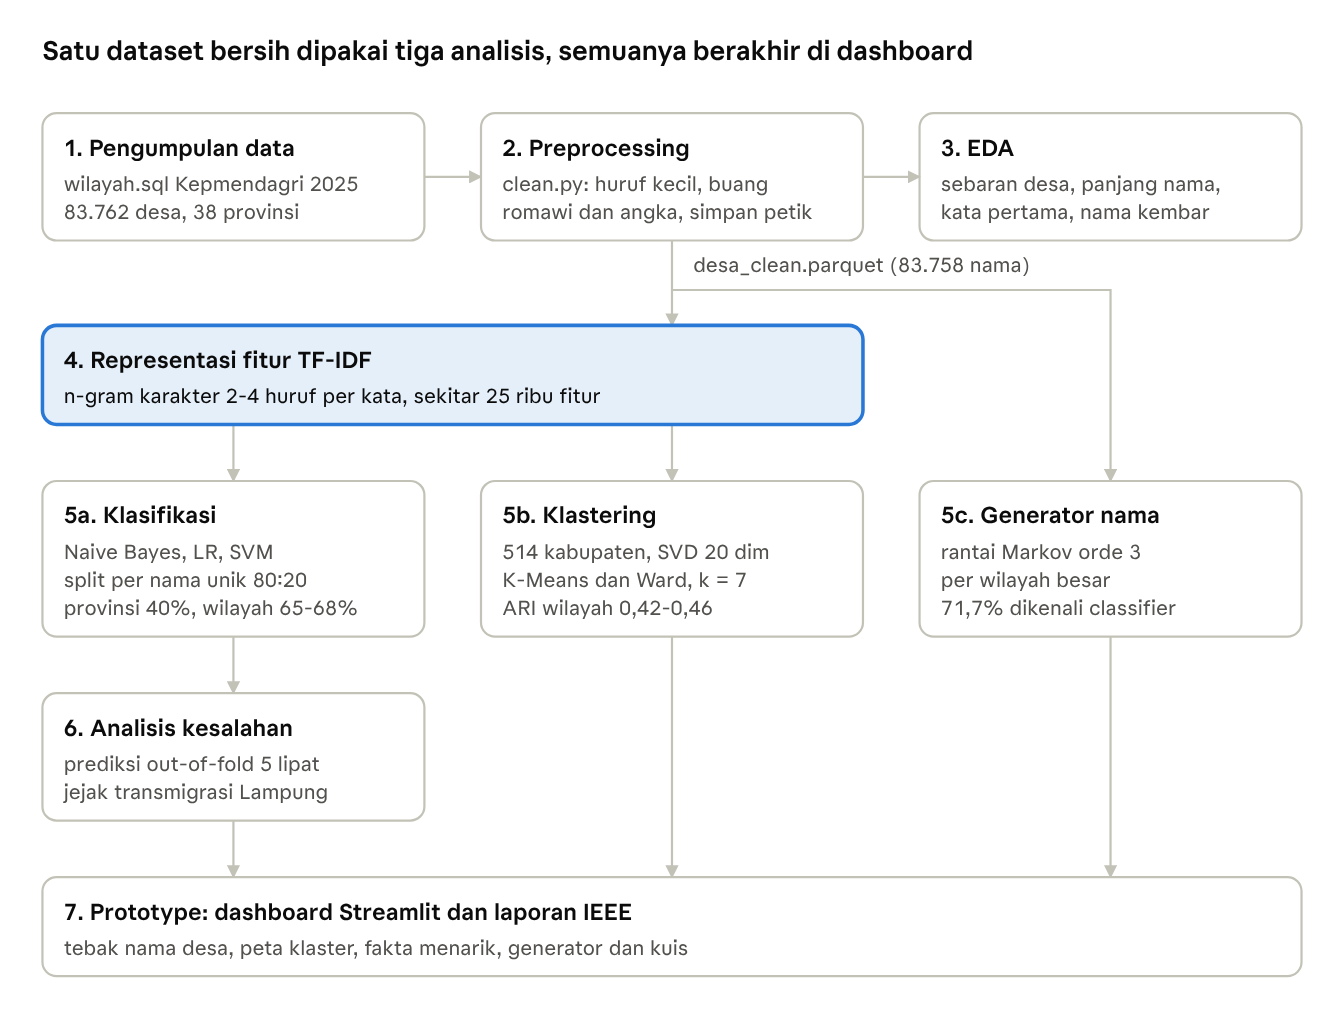 Satu dataset bersih dipakai tiga analisis, semuanya berakhir di dashboard
1. Pengumpulan data
wilayah.sql Kepmendagri 2025
83.762 desa, 38 provinsi
2. Preprocessing
clean.py: huruf kecil, buang
romawi dan angka, simpan petik
3. EDA
sebaran desa, panjang nama,
kata pertama, nama kembar
desa_clean.parquet (83.758 nama)
4. Representasi fitur TF-IDF
n-gram karakter 2-4 huruf per kata, sekitar 25 ribu fitur
5a. Klasifikasi
Naive Bayes, LR, SVM
split per nama unik 80:20
provinsi 40%, wilayah 65-68%
5b. Klastering
514 kabupaten, SVD 20 dim
K-Means dan Ward, k = 7
ARI wilayah 0,42-0,46
5c. Generator nama
rantai Markov orde 3
per wilayah besar
71,7% dikenali classifier
6. Analisis kesalahan
prediksi out-of-fold 5 lipat
jejak transmigrasi Lampung
7. Prototype: dashboard Streamlit dan laporan IEEE
tebak nama desa, peta klaster, fakta menarik, generator dan kuis